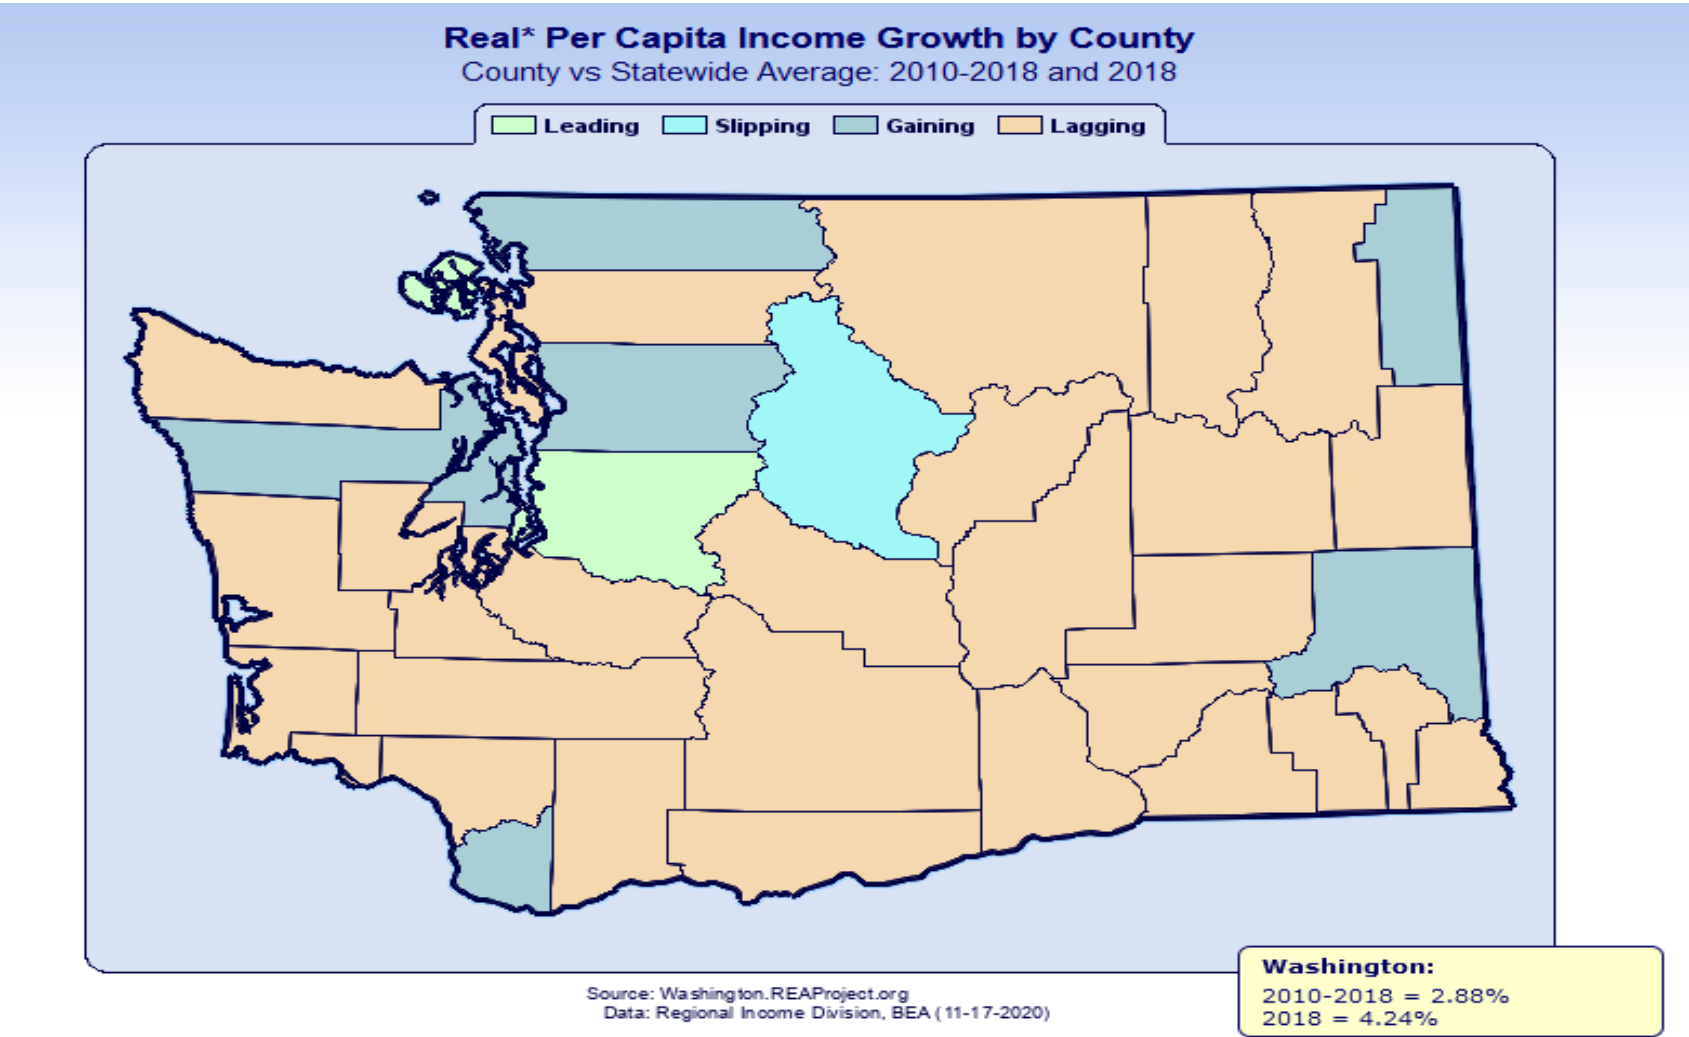 Real* Per Capita Income Growth by County
County vs Statewide Average: 2010-2018 and 2018
Leading Slipping Gaining Lagging
Washington:
2010-2018 = 2.88%
2018 = 4.24%
Source: Washington.REAProject.org
Data: Regional Income Division, BEA (11-17-2020)